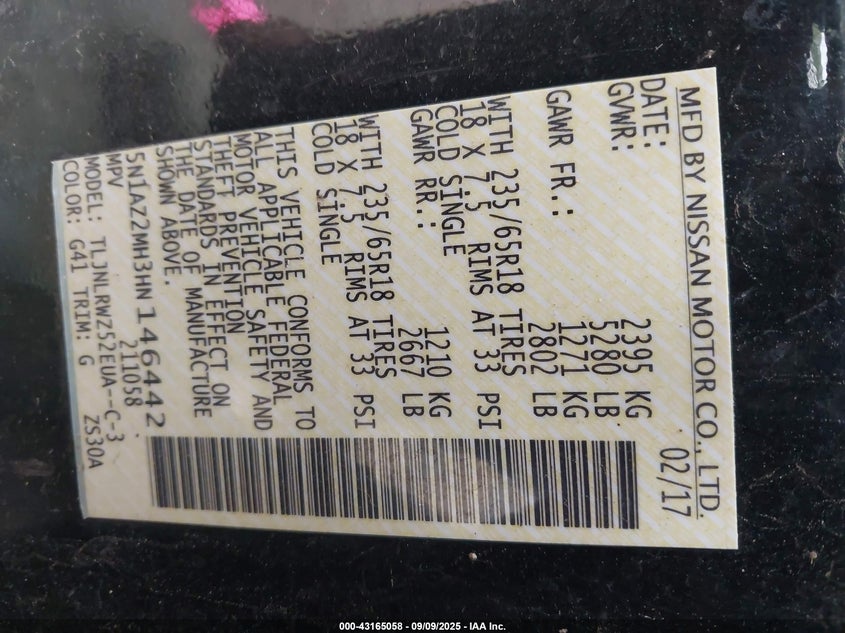 MFD BY NISSAN MOTOR CO., LTD.
DATE: 02/17
GVWR: 2395 KG
5280 LB
GAWR FR.: 1271 KG
2802 LB
WITH 235/65R18 TIRES
18 X 7.5 RIMS AT 33 PSI
COLD SINGLE
GAWR RR.: 1210 KG
2667 LB
WITH 235/65R18 TIRES
18 X 7.5 RIMS AT 33 PSI
COLD SINGLE
THIS VEHICLE CONFORMS TO
ALL APPLICABLE FEDERAL
MOTOR VEHICLE SAFETY AND
THEFT PREVENTION
STANDARDS IN EFFECT ON
THE DATE OF MANUFACTURE
SHOWN ABOVE.
5N1AZ2MH3HN146442
MPV 211058
MODEL: TLJNLRWZ52EUA--C-3
COLOR: G41 TRIM: G ZS30A
000-43165058 - 09/09/2025 - IAA Inc.